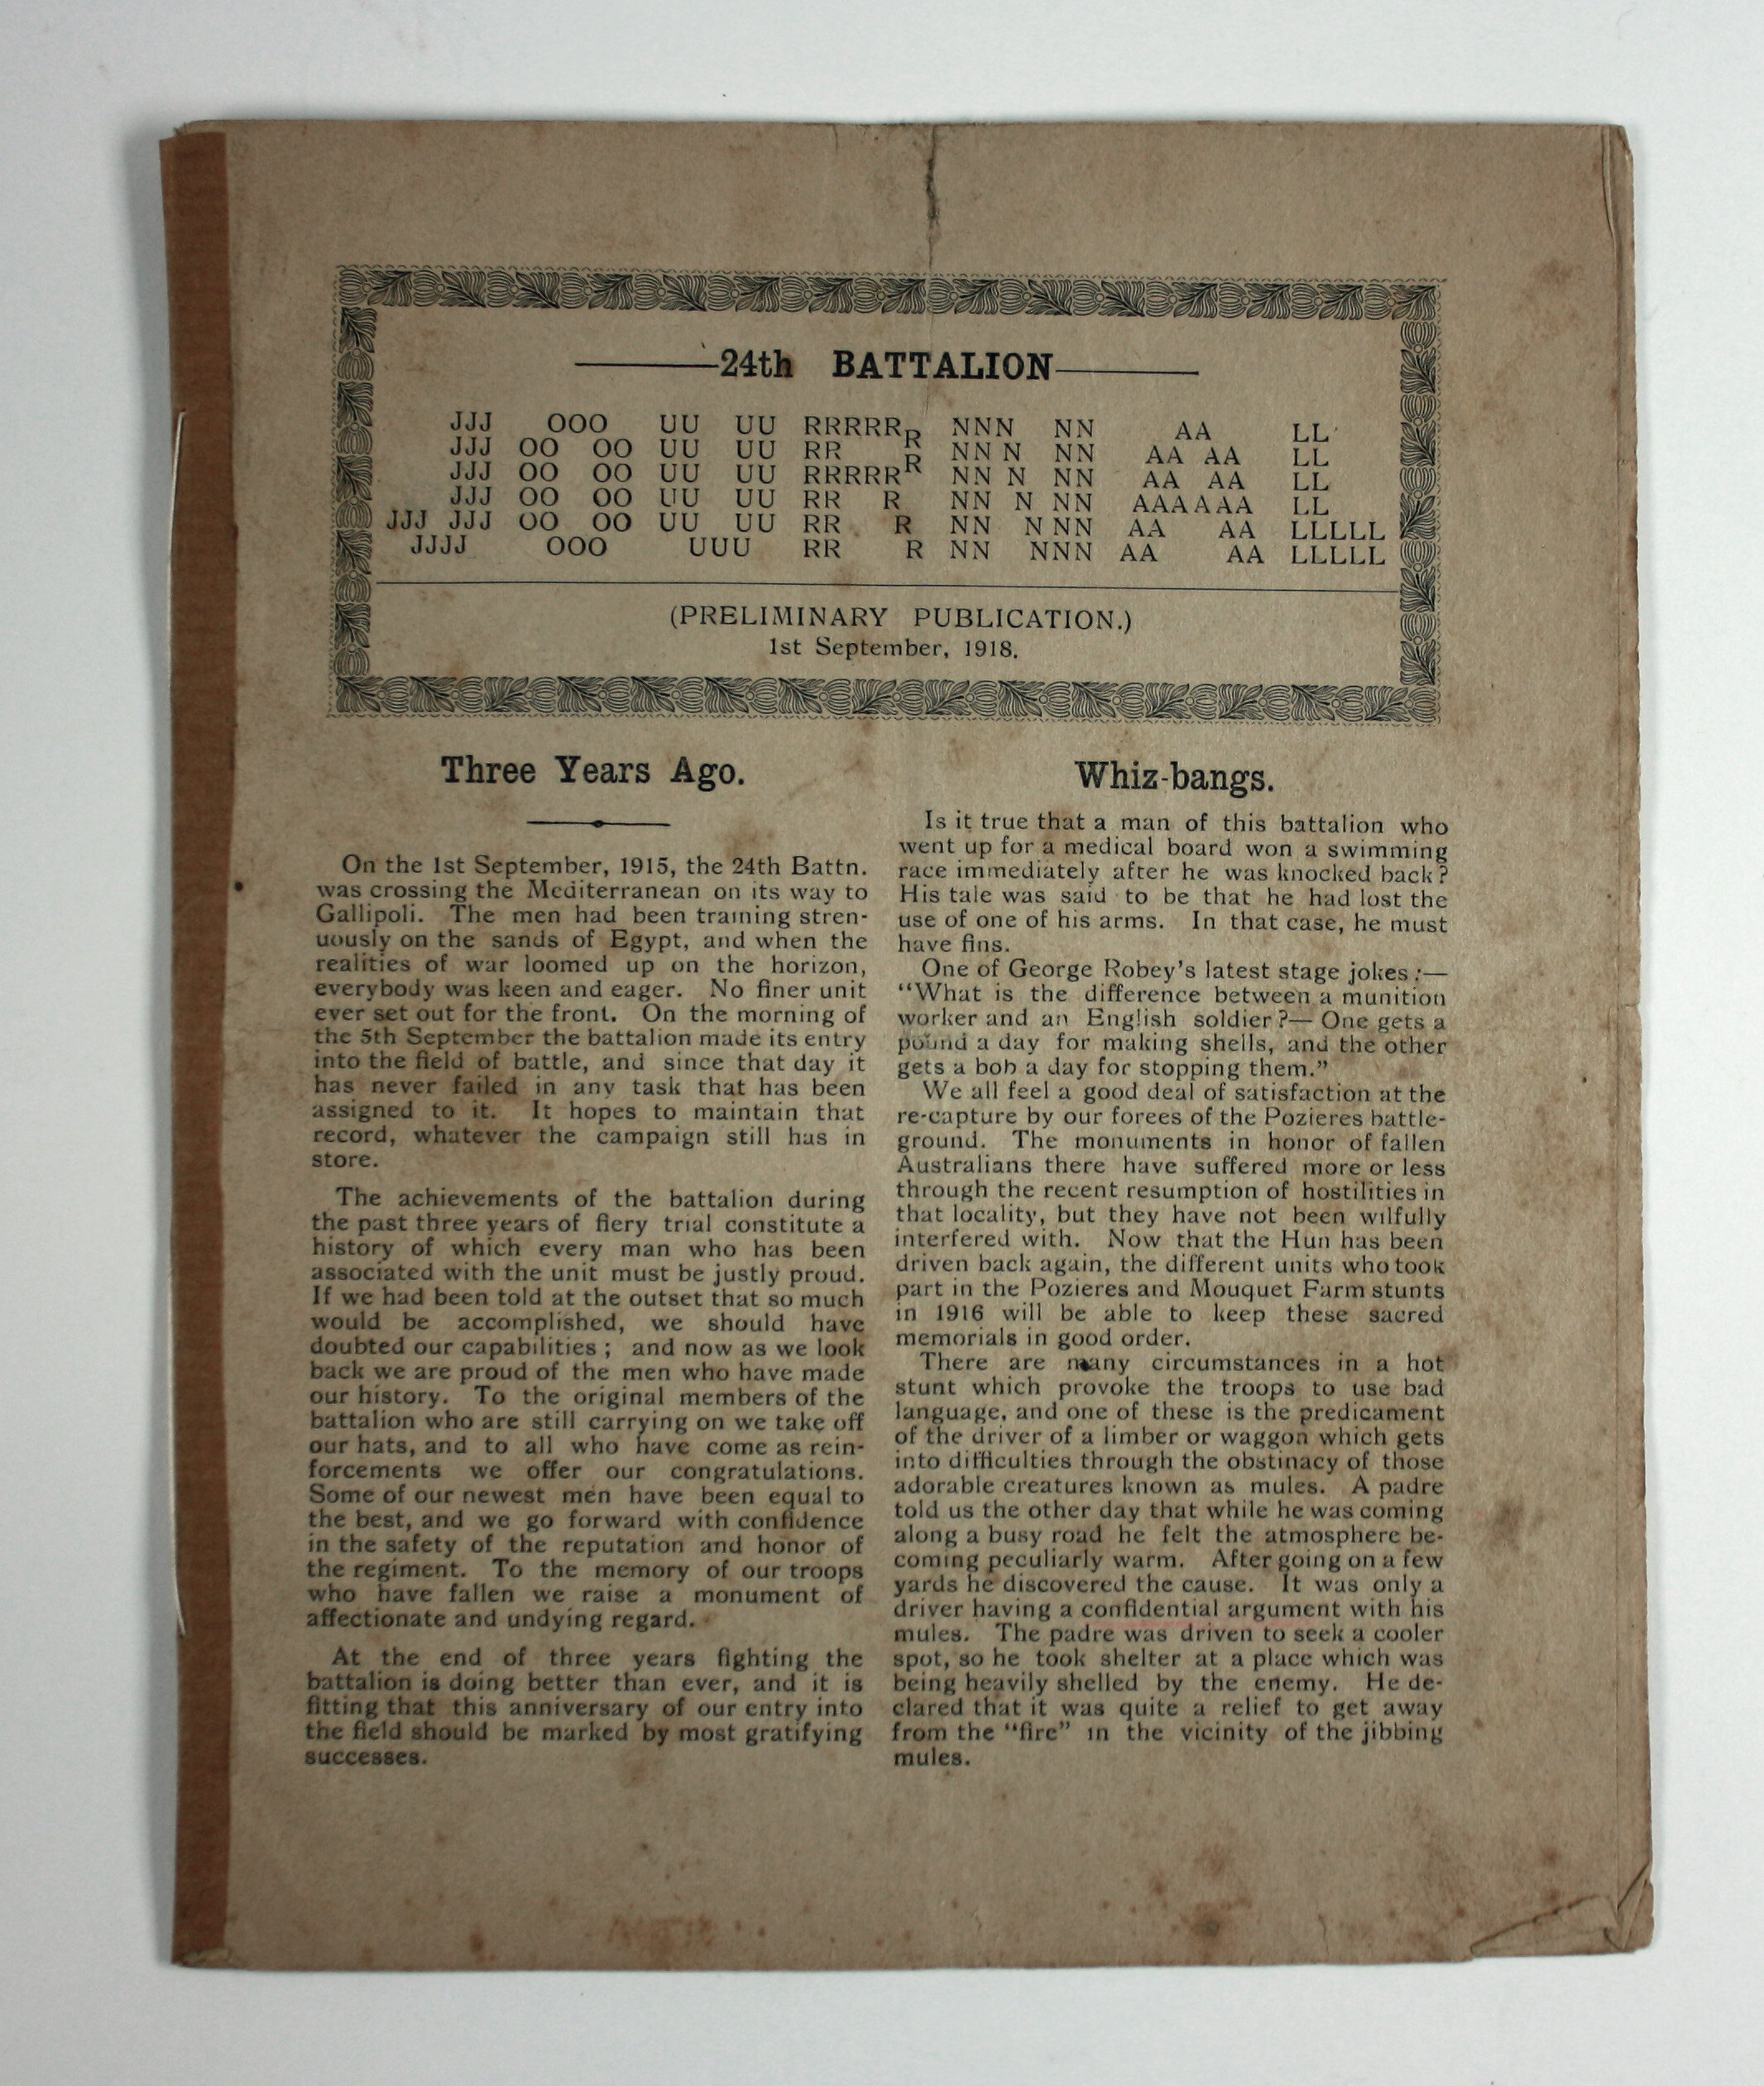 24th BATTALION
JJJ OOO UU UU RRRRRR NNN NN AA LL
JJJ OO OO UU UU RR R NN N NN AA AA LL
JJJ OO OO UU UU RRRRRR NN N NN AA AA LL
JJJ OO OO UU UU RR R NN N NN AAAAAA LL
JJJ JJJ OO OO UU UU RR R NN NNN AA AA LLLLL
JJJJ OOO UUU RR R NN NNN AA AA LLLLL
(PRELIMINARY PUBLICATION.)
1st September, 1918.
Three Years Ago.
On the 1st September, 1915, the 24th Battn.
was crossing the Mediterranean on its way to
Gallipoli. The men had been training stren-
uously on the sands of Egypt, and when the
realities of war loomed up on the horizon,
everybody was keen and eager. No finer unit
ever set out for the front. On the morning of
the 5th September the battalion made its entry
into the field of battle, and since that day it
has never failed in any task that has been
assigned to it. It hopes to maintain that
record, whatever the campaign still has in
store.
The achievements of the battalion during
the past three years of fiery trial constitute a
history of which every man who has been
associated with the unit must be justly proud.
If we had been told at the outset that so much
would be accomplished, we should have
doubted our capabilities ; and now as we look
back we are proud of the men who have made
our history. To the original members of the
battalion who are still carrying on we take off
our hats, and to all who have come as rein-
forcements we offer our congratulations.
Some of our newest men have been equal to
the best, and we go forward with confidence
in the safety of the reputation and honor of
the regiment. To the memory of our troops
who have fallen we raise a monument of
affectionate and undying regard.
At the end of three years fighting the
battalion is doing better than ever, and it is
fitting that this anniversary of our entry into
the field should be marked by most gratifying
successes.
Whiz-bangs.
Is it true that a man of this battalion who
went up for a medical board won a swimming
race immediately after he was knocked back?
His tale was said to be that he had lost the
use of one of his arms. In that case, he must
have fins.
One of George Robey's latest stage jokes :—
"What is the difference between a munition
worker and an English soldier?— One gets a
pound a day for making shells, and the other
gets a bob a day for stopping them."
We all feel a good deal of satisfaction at the
re-capture by our forees of the Pozieres battle-
ground. The monuments in honor of fallen
Australians there have suffered more or less
through the recent resumption of hostilities in
that locality, but they have not been wilfully
interfered with. Now that the Hun has been
driven back again, the different units who took
part in the Pozieres and Mouquet Farm stunts
in 1916 will be able to keep these sacred
memorials in good order.
There are many circumstances in a hot
stunt which provoke the troops to use bad
language, and one of these is the predicament
of the driver of a limber or waggon which gets
into difficulties through the obstinacy of those
adorable creatures known as mules. A padre
told us the other day that while he was coming
along a busy road he felt the atmosphere be-
coming peculiarly warm. After going on a few
yards he discovered the cause. It was only a
driver having a confidential argument with his
mules. The padre was driven to seek a cooler
spot, so he took shelter at a place which was
being heavily shelled by the enemy. He de-
clared that it was quite a relief to get away
from the "fire" in the vicinity of the jibbing
mules.